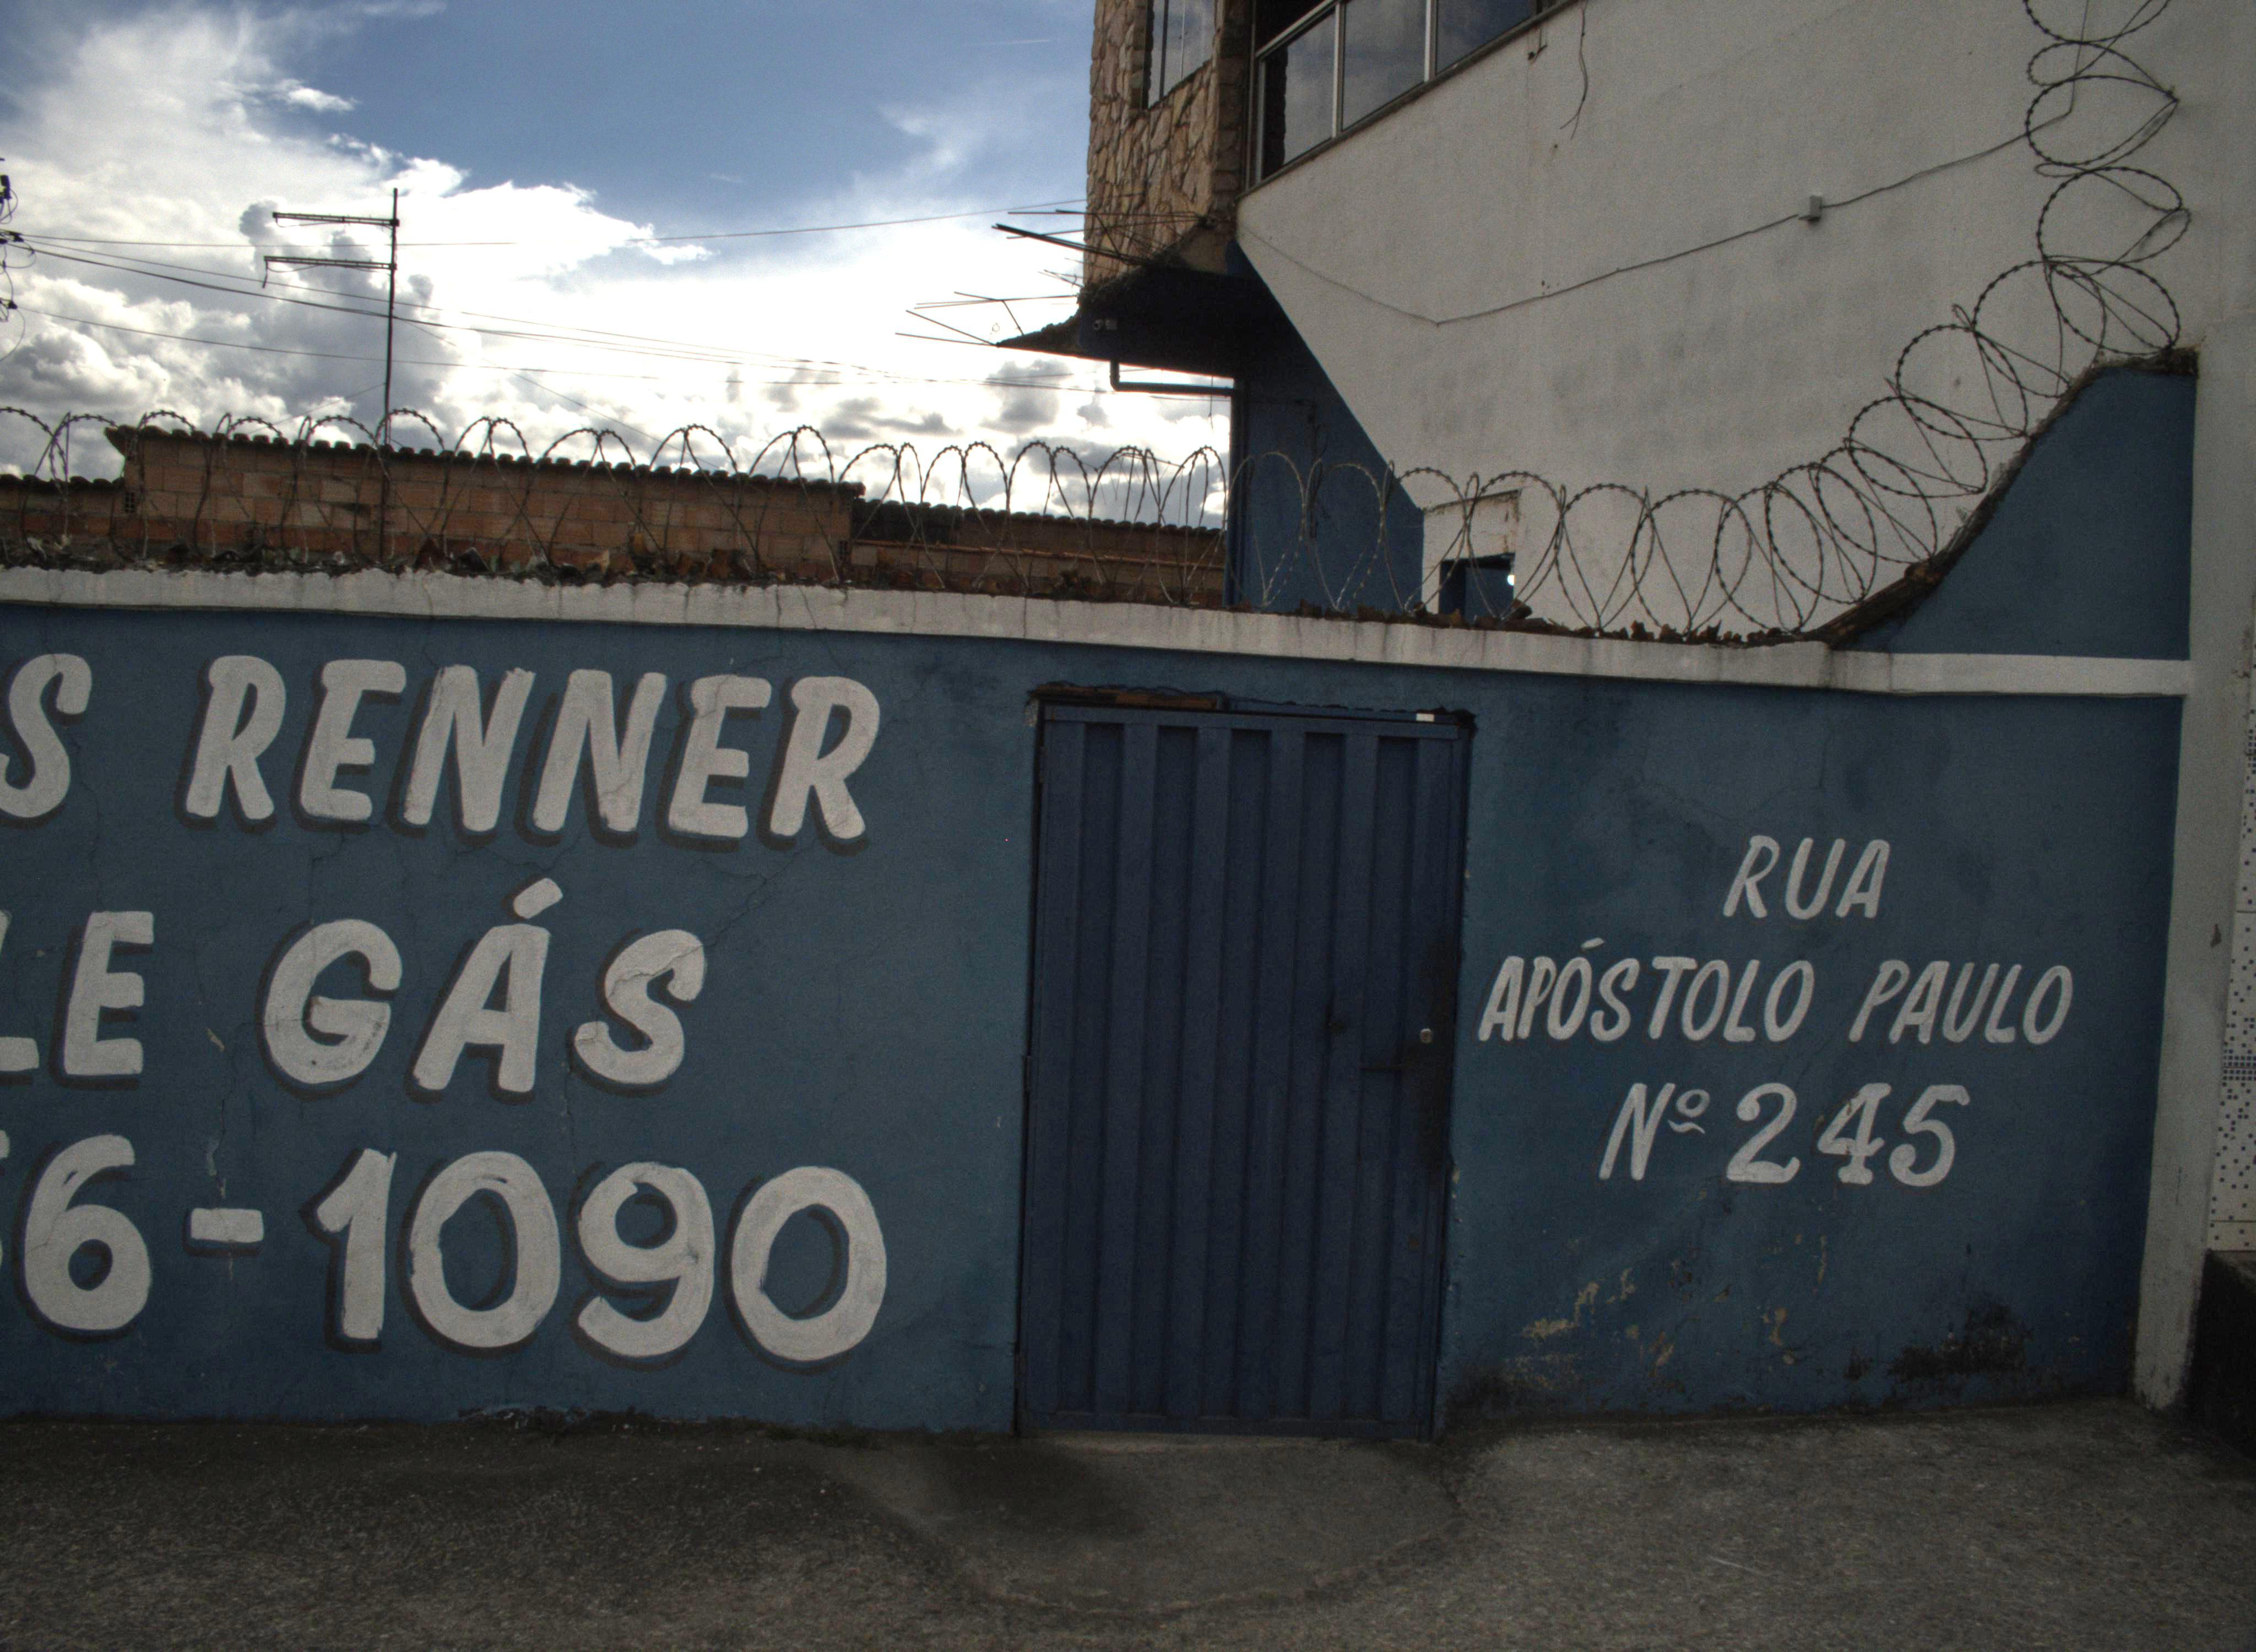 S RENNER
LE GÁS
6-1090
RUA
APÓSTOLO PAULO
Nº 245